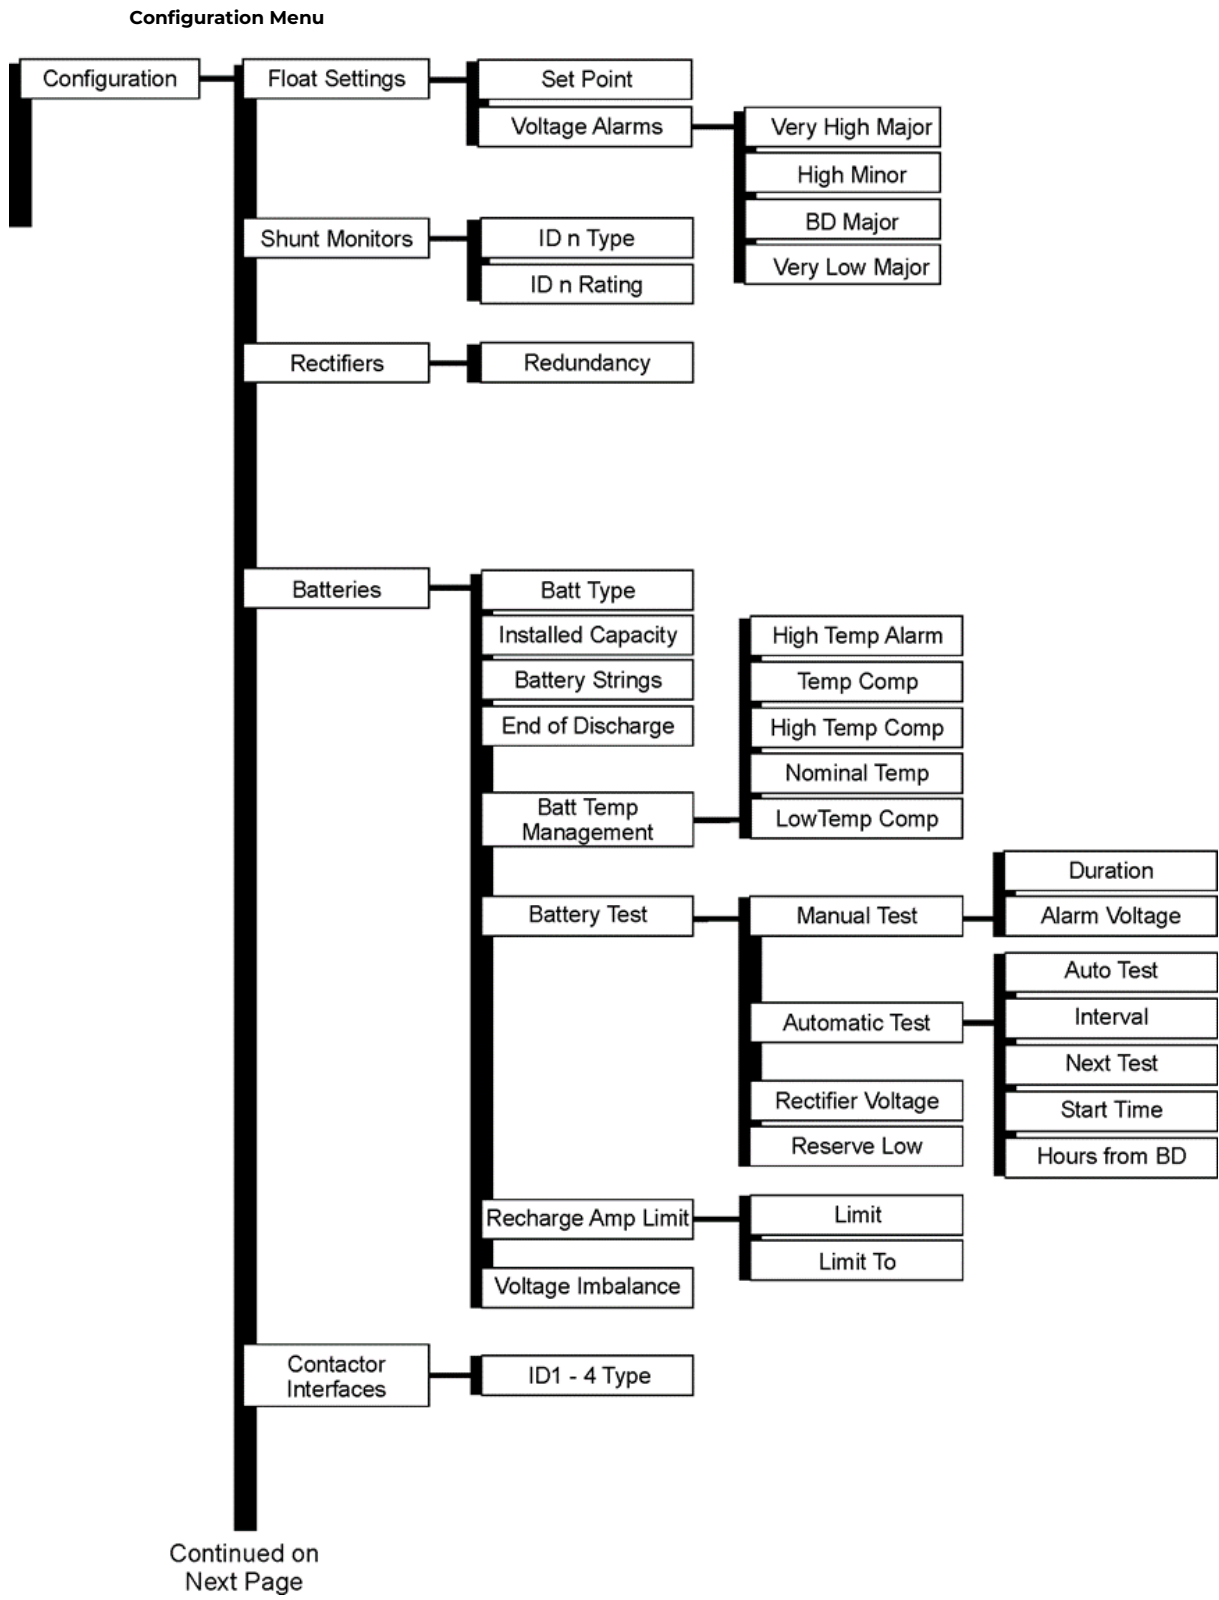 Configuration Menu
Configuration
Float Settings
Set Point
Voltage Alarms
Very High Major
High Minor
BD Major
Very Low Major
Shunt Monitors
ID n Type
ID n Rating
Rectifiers
Redundancy
Batteries
Batt Type
Installed Capacity
Battery Strings
End of Discharge
Batt Temp
Management
High Temp Alarm
Temp Comp
High Temp Comp
Nominal Temp
LowTemp Comp
Battery Test
Manual Test
Duration
Alarm Voltage
Automatic Test
Auto Test
Interval
Next Test
Start Time
Hours from BD
Rectifier Voltage
Reserve Low
Recharge Amp Limit
Limit
Limit To
Voltage Imbalance
Contactor
Interfaces
ID1 - 4 Type
Continued on
Next Page